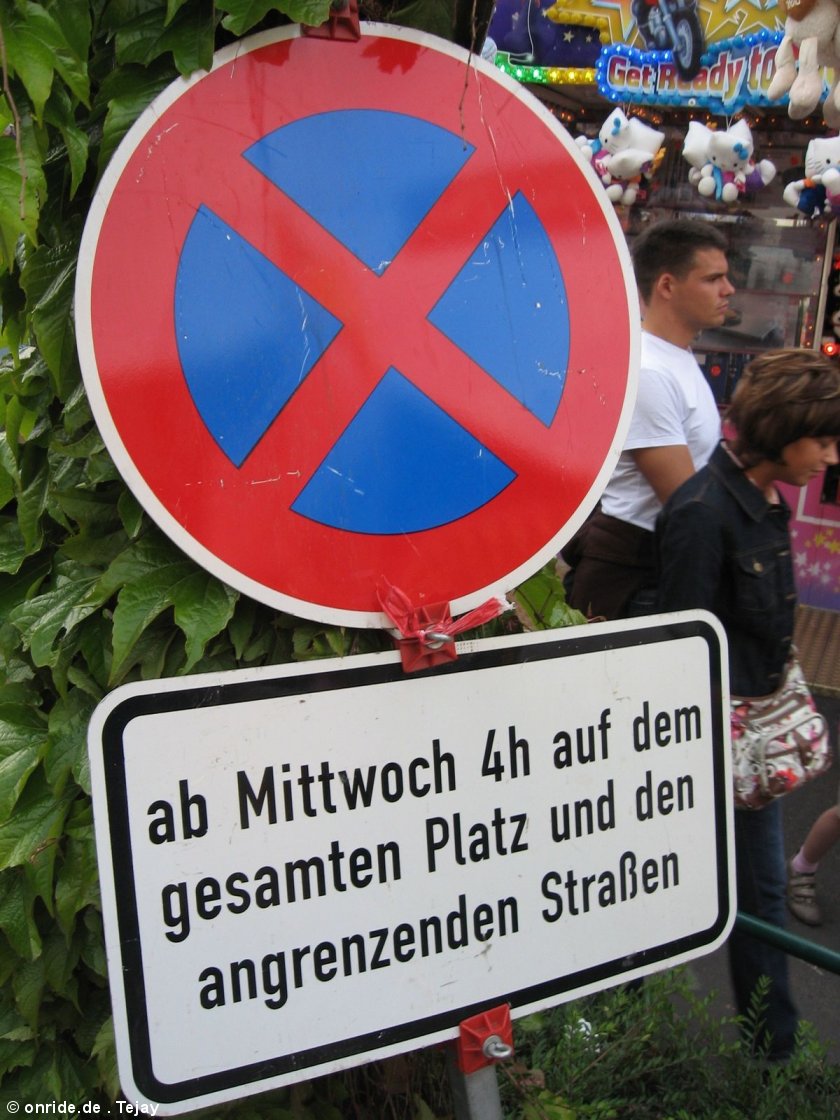 Get Ready to
ab Mittwoch 4h auf dem
gesamten Platz und den
angrenzenden Straßen
© onride.de . Tejay